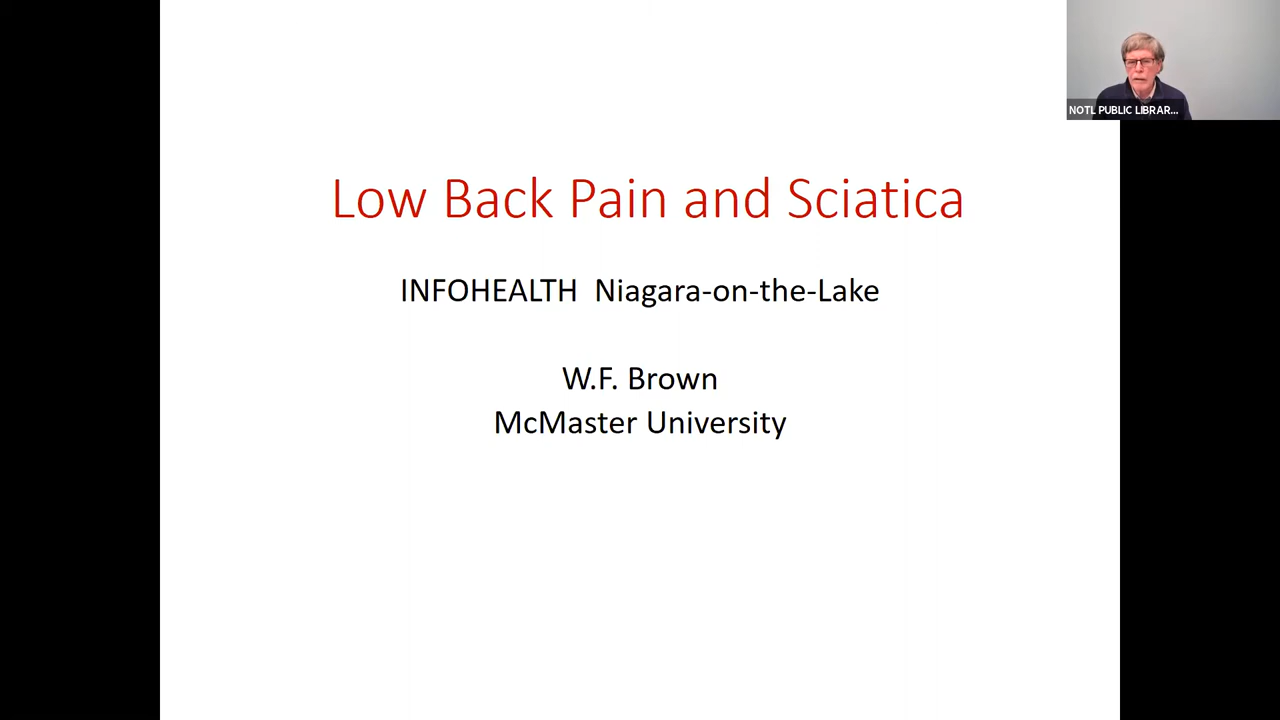 NOTL PUBLIC LIBRAR...
Low Back Pain and Sciatica
INFOHEALTH Niagara-on-the-Lake
W.F. Brown
McMaster University